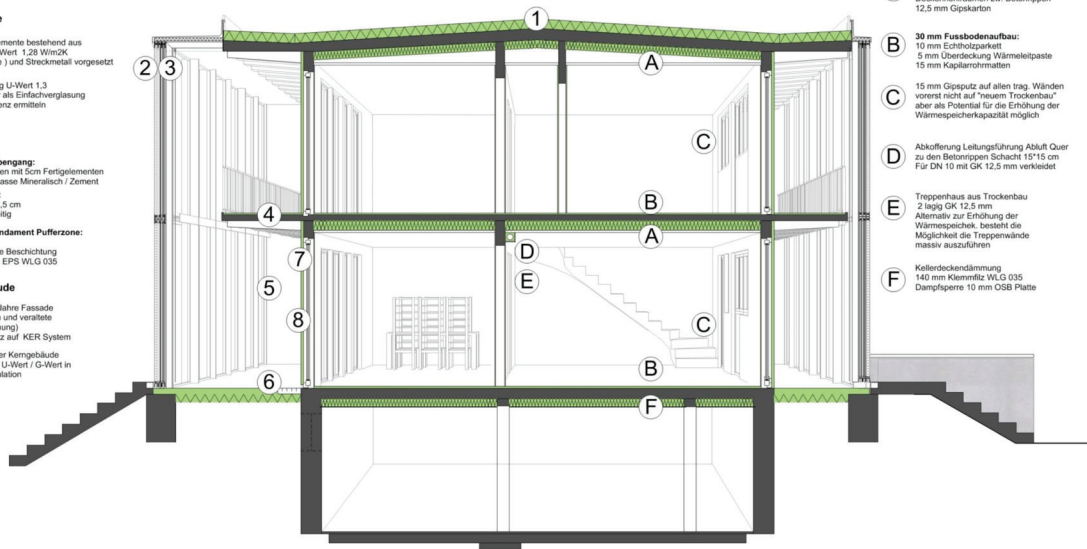 emente bestehend aus
Wert 1,28 W/m2K
) und Streckmetall vorgesetzt
g U-Wert 1,3
als Einfachverglasung
enz ermitteln
pengang:
en mit 5cm Fertigelementen
asse Mineralisch / Zement
,5 cm
eitig
ndament Pufferzone:
e Beschichtung
EPS WLG 035
ude
Jahre Fassade
und veraltete
ung)
z auf KER System
er Kerngebäude
U-Wert / G-Wert in
ulation
1
2
3
4
5
6
7
8
A
B
C
A
D
E
C
B
F
12,5 mm Gipskarton
B
30 mm Fussbodenaufbau:
10 mm Echtholzparkett
5 mm Überdeckung Wärmeleitpaste
15 mm Kapilarrohrmatten
C
15 mm Gipsputz auf allen trag. Wänden
vorerst nicht auf "neuem Trockenbau"
aber als Potential für die Erhöhung der
Wärmespeicherkapazität möglich
D
Abkofferung Leitungsführung Abluft Quer
zu den Betonrippen Schacht 15*15 cm
Für DN 10 mit GK 12,5 mm verkleidet
E
Treppenhaus aus Trockenbau
2 lagig GK 12,5 mm
Alternativ zur Erhöhung der
Wärmespeichek. besteht die
Möglichkeit die Treppenwände
massiv auszuführen
F
Kellerdeckendämmung
140 mm Klemmfilz WLG 035
Dampfsperre 10 mm OSB Platte